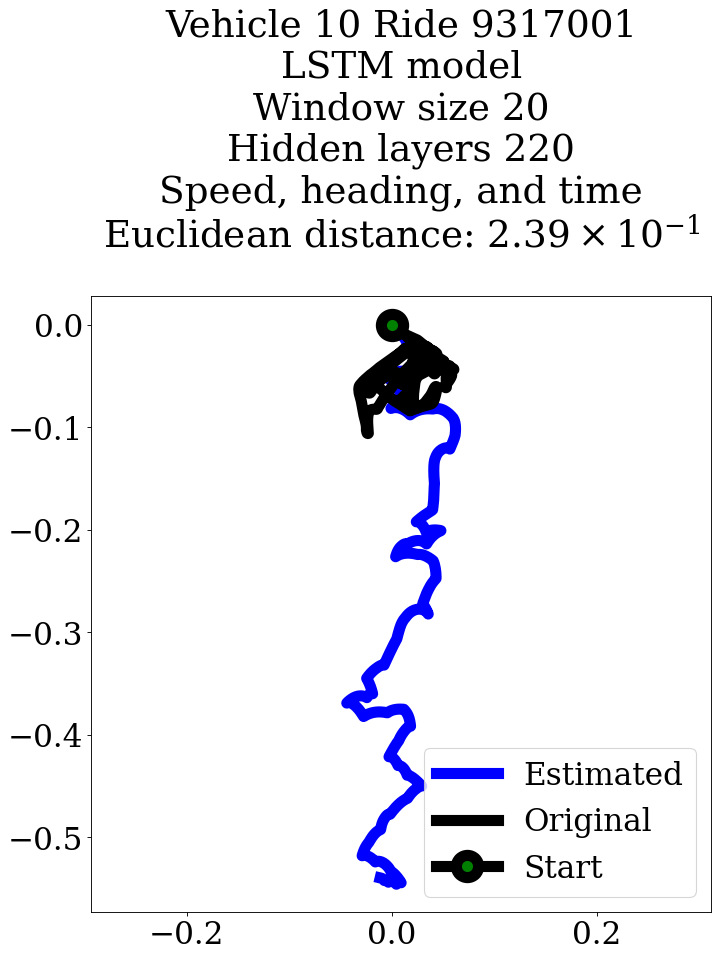 Vehicle 10 Ride 9317001
LSTM model
Window size 20
Hidden layers 220
Speed, heading, and time
Euclidean distance: 2.39 × 10⁻¹
0.0
−0.1
−0.2
−0.3
−0.4
−0.5
Estimated
Original
Start
−0.2 0.0 0.2